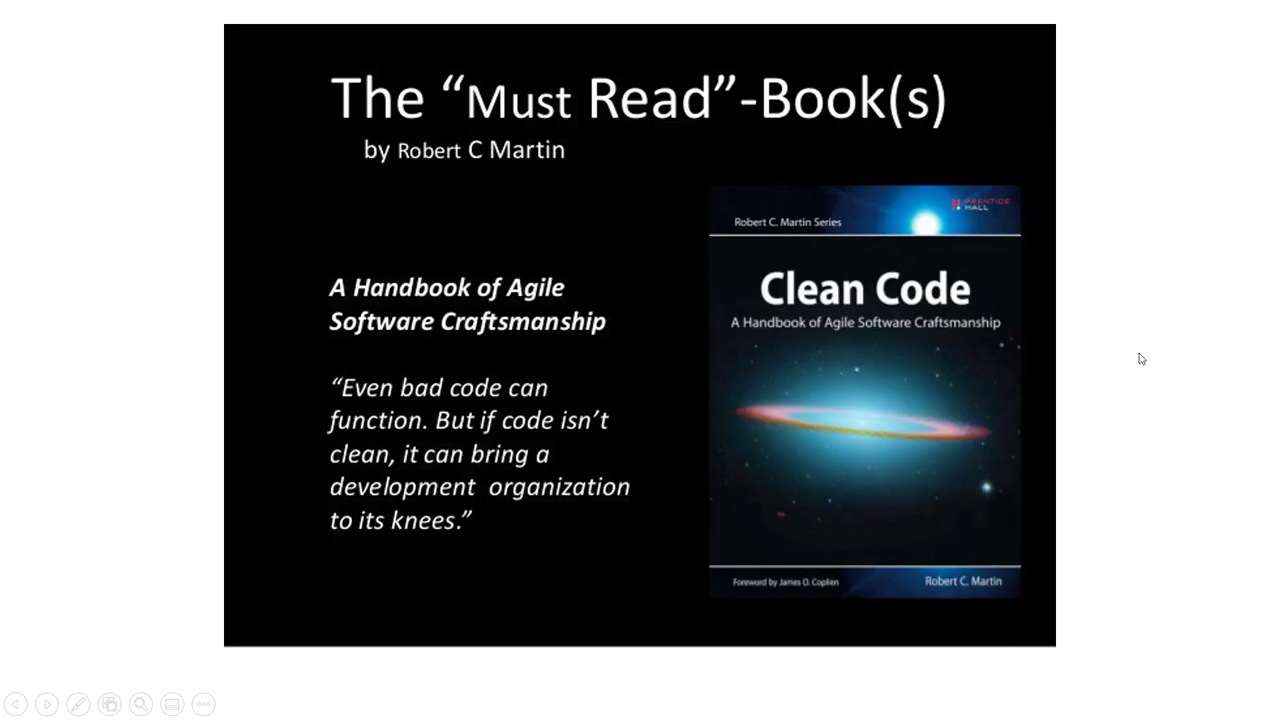 The “Must Read”-Book(s)
by Robert C Martin
A Handbook of Agile
Software Craftsmanship
“Even bad code can
function. But if code isn’t
clean, it can bring a
development organization
to its knees.”
PRENTICE
HALL
Robert C. Martin Series
Clean Code
A Handbook of Agile Software Craftsmanship
Foreword by James O. Coplien
Robert C. Martin